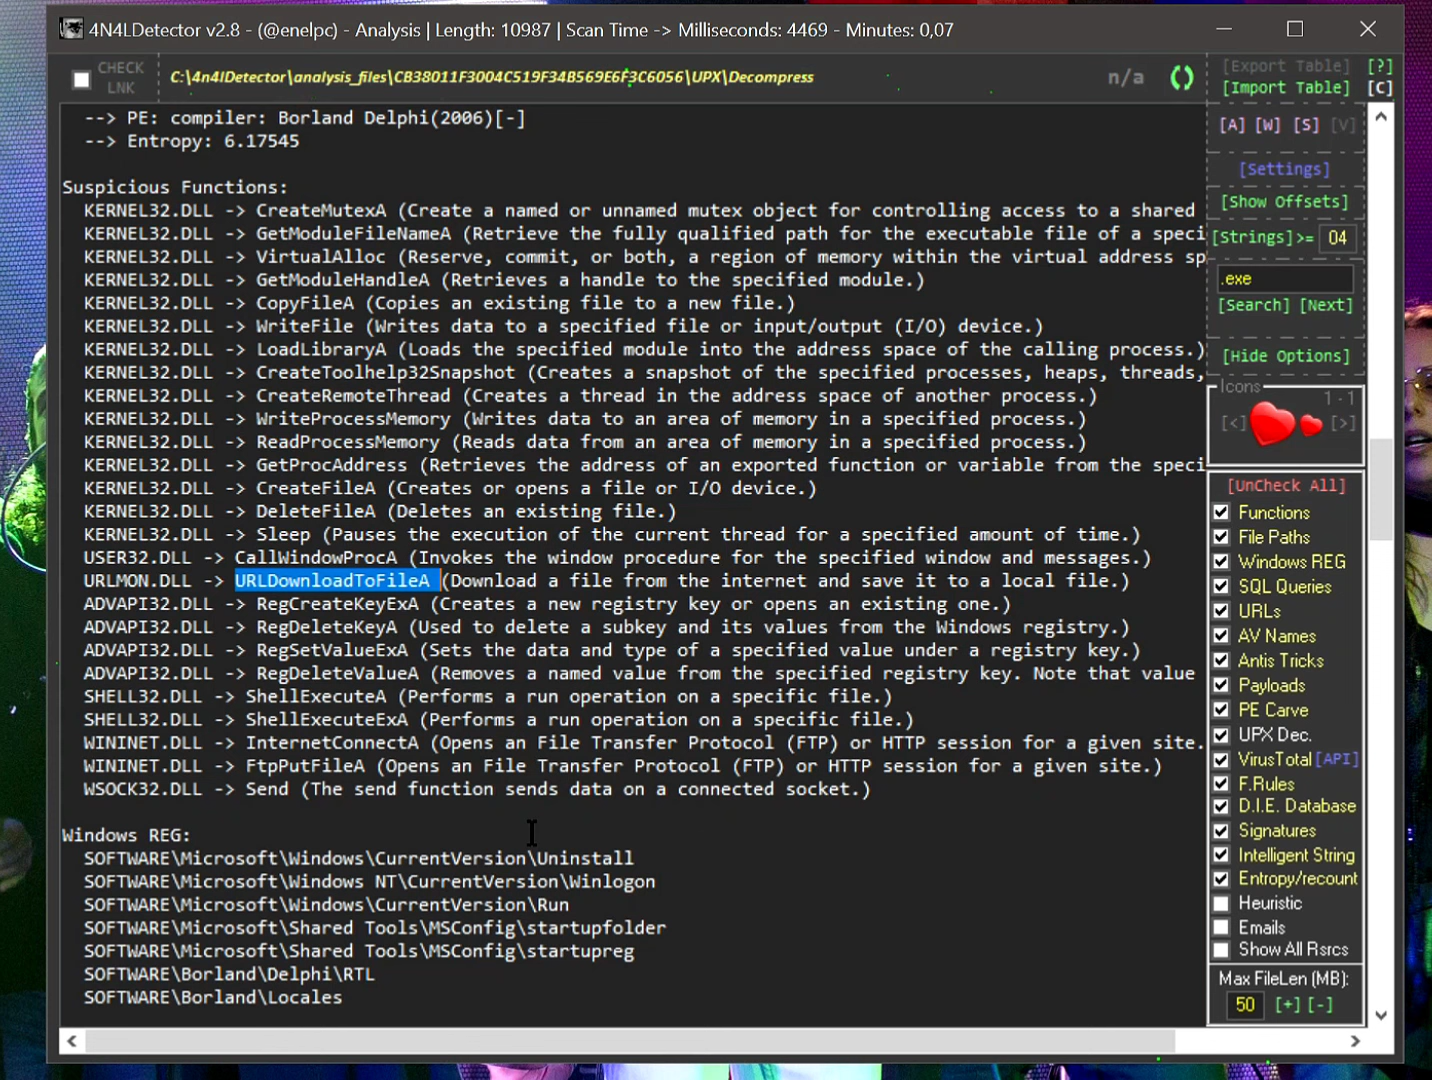 4N4LDetector v2.8 - (@enelpc) - Analysis | Length: 10987 | Scan Time -> Milliseconds: 4469 - Minutes: 0,07
CHECK LNK
C:\4n4lDetector\analysis_files\CB38011F3004C519F34B569E6F3C6056\UPX\Decompress
n/a
[Export Table] [?]
[Import Table] [C]
--> PE: compiler: Borland Delphi(2006)[-]
--> Entropy: 6.17545
Suspicious Functions:
KERNEL32.DLL -> CreateMutexA (Create a named or unnamed mutex object for controlling access to a shared
KERNEL32.DLL -> GetModuleFileNameA (Retrieve the fully qualified path for the executable file of a speci
KERNEL32.DLL -> VirtualAlloc (Reserve, commit, or both, a region of memory within the virtual address sp
KERNEL32.DLL -> GetModuleHandleA (Retrieves a handle to the specified module.)
KERNEL32.DLL -> CopyFileA (Copies an existing file to a new file.)
KERNEL32.DLL -> WriteFile (Writes data to a specified file or input/output (I/O) device.)
KERNEL32.DLL -> LoadLibraryA (Loads the specified module into the address space of the calling process.)
KERNEL32.DLL -> CreateToolhelp32Snapshot (Creates a snapshot of the specified processes, heaps, threads,
KERNEL32.DLL -> CreateRemoteThread (Creates a thread in the address space of another process.)
KERNEL32.DLL -> WriteProcessMemory (Writes data to an area of memory in a specified process.)
KERNEL32.DLL -> ReadProcessMemory (Reads data from an area of memory in a specified process.)
KERNEL32.DLL -> GetProcAddress (Retrieves the address of an exported function or variable from the speci
KERNEL32.DLL -> CreateFileA (Creates or opens a file or I/O device.)
KERNEL32.DLL -> DeleteFileA (Deletes an existing file.)
KERNEL32.DLL -> Sleep (Pauses the execution of the current thread for a specified amount of time.)
USER32.DLL -> CallWindowProcA (Invokes the window procedure for the specified window and messages.)
URLMON.DLL -> URLDownloadToFileA (Download a file from the internet and save it to a local file.)
ADVAPI32.DLL -> RegCreateKeyExA (Creates a new registry key or opens an existing one.)
ADVAPI32.DLL -> RegDeleteKeyA (Used to delete a subkey and its values from the Windows registry.)
ADVAPI32.DLL -> RegSetValueExA (Sets the data and type of a specified value under a registry key.)
ADVAPI32.DLL -> RegDeleteValueA (Removes a named value from the specified registry key. Note that value
SHELL32.DLL -> ShellExecuteA (Performs a run operation on a specific file.)
SHELL32.DLL -> ShellExecuteExA (Performs a run operation on a specific file.)
WININET.DLL -> InternetConnectA (Opens an File Transfer Protocol (FTP) or HTTP session for a given site.
WININET.DLL -> FtpPutFileA (Opens an File Transfer Protocol (FTP) or HTTP session for a given site.)
WSOCK32.DLL -> Send (The send function sends data on a connected socket.)
Windows REG:
SOFTWARE\Microsoft\Windows\CurrentVersion\Uninstall
SOFTWARE\Microsoft\Windows NT\CurrentVersion\Winlogon
SOFTWARE\Microsoft\Windows\CurrentVersion\Run
SOFTWARE\Microsoft\Shared Tools\MSConfig\startupfolder
SOFTWARE\Microsoft\Shared Tools\MSConfig\startupreg
SOFTWARE\Borland\Delphi\RTL
SOFTWARE\Borland\Locales
[A] [W] [S] [V]
[Settings]
[Show Offsets]
[Strings]>= 04
.exe
[Search] [Next]
[Hide Options]
Icons
1 - 1
[<] [>]
[UnCheck All]
Functions
File Paths
Windows REG
SQL Queries
URLs
AV Names
Antis Tricks
Payloads
PE Carve
UPX Dec.
VirusTotal [API]
F.Rules
D.I.E. Database
Signatures
Intelligent String
Entropy/recount
Heuristic
Emails
Show All Rsrcs
Max FileLen (MB):
50 [+] [-]